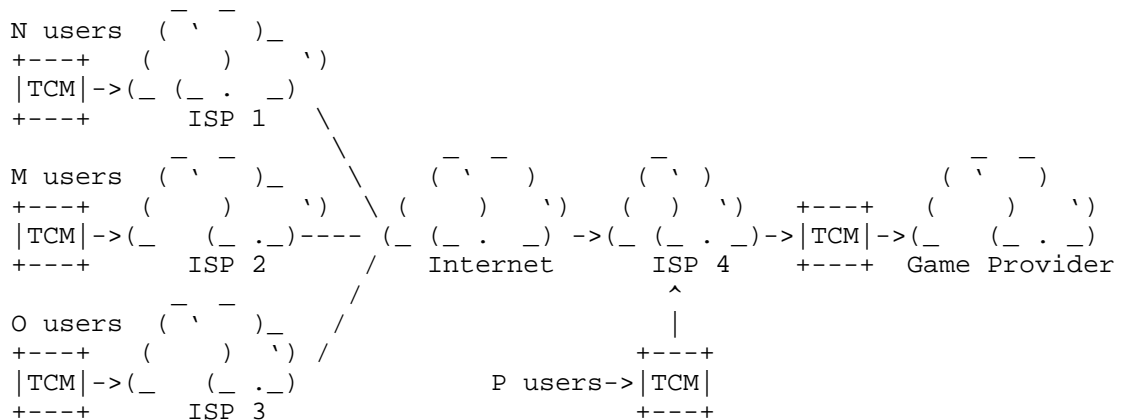 N users
TCM
ISP 1
M users
TCM
ISP 2
Internet
ISP 4
TCM
Game Provider
O users
TCM
ISP 3
P users->
TCM